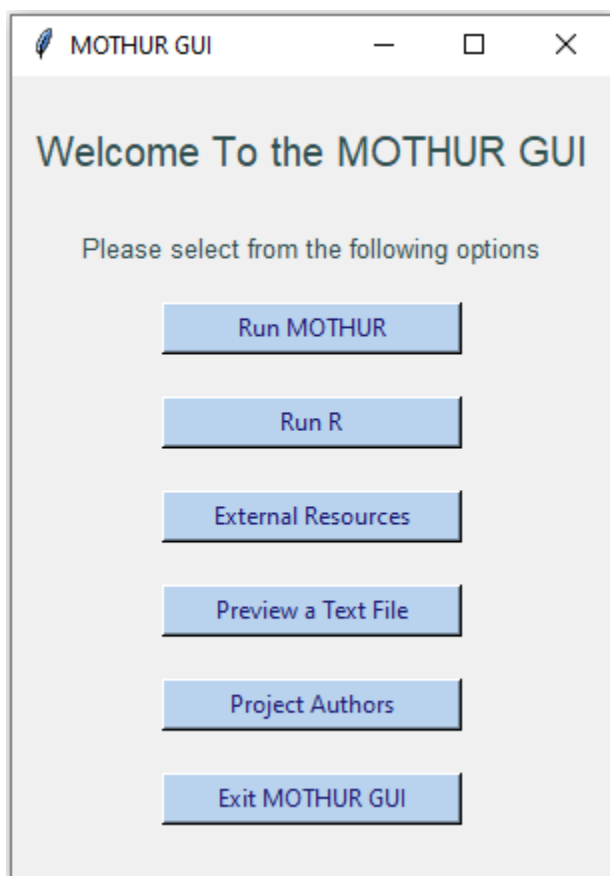 MOTHUR GUI
Welcome To the MOTHUR GUI
Please select from the following options
Run MOTHUR
Run R
External Resources
Preview a Text File
Project Authors
Exit MOTHUR GUI